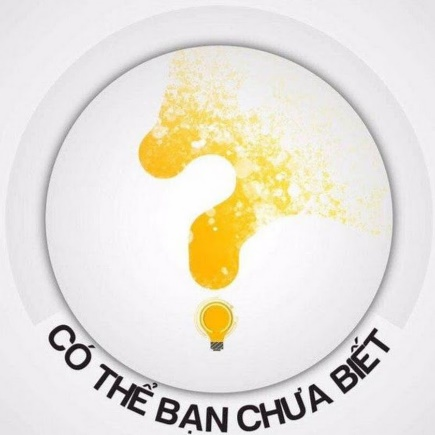 CÓ THỂ BẠN CHƯA BIẾT